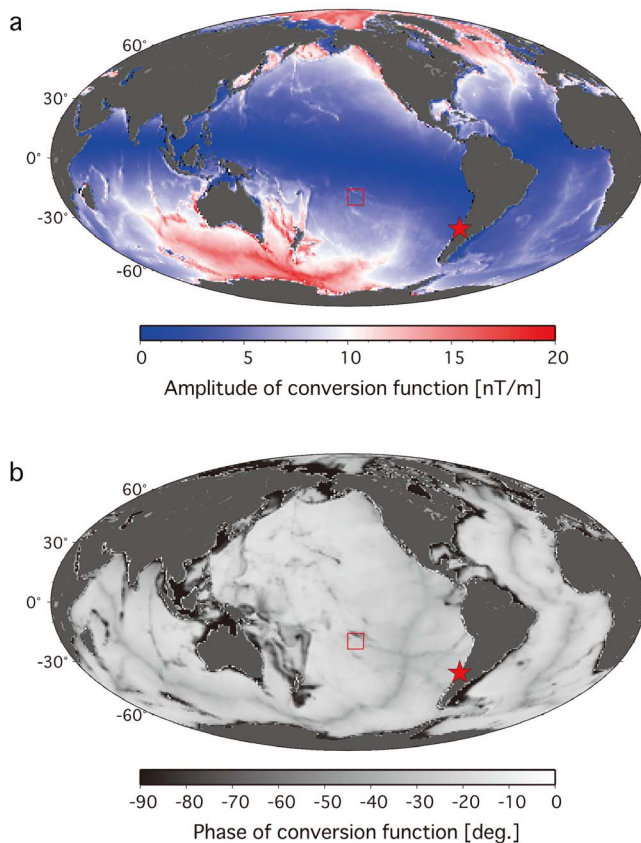 a
60°
30°
0°
-30°
-60°
0 5 10 15 20
Amplitude of conversion function [nT/m]
b
60°
30°
0°
-30°
-60°
-90 -80 -70 -60 -50 -40 -30 -20 -10 0
Phase of conversion function [deg.]